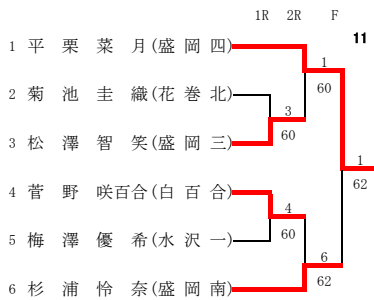 1R 2R F
11
1 平栗菜月(盛岡四)
1
60
2 菊池圭織(花巻北)
3
60
3 松澤智笑(盛岡三)
1
62
4 菅野咲百合(白百合)
4
60
5 梅澤優希(水沢一)
6
62
6 杉浦怜奈(盛岡南)